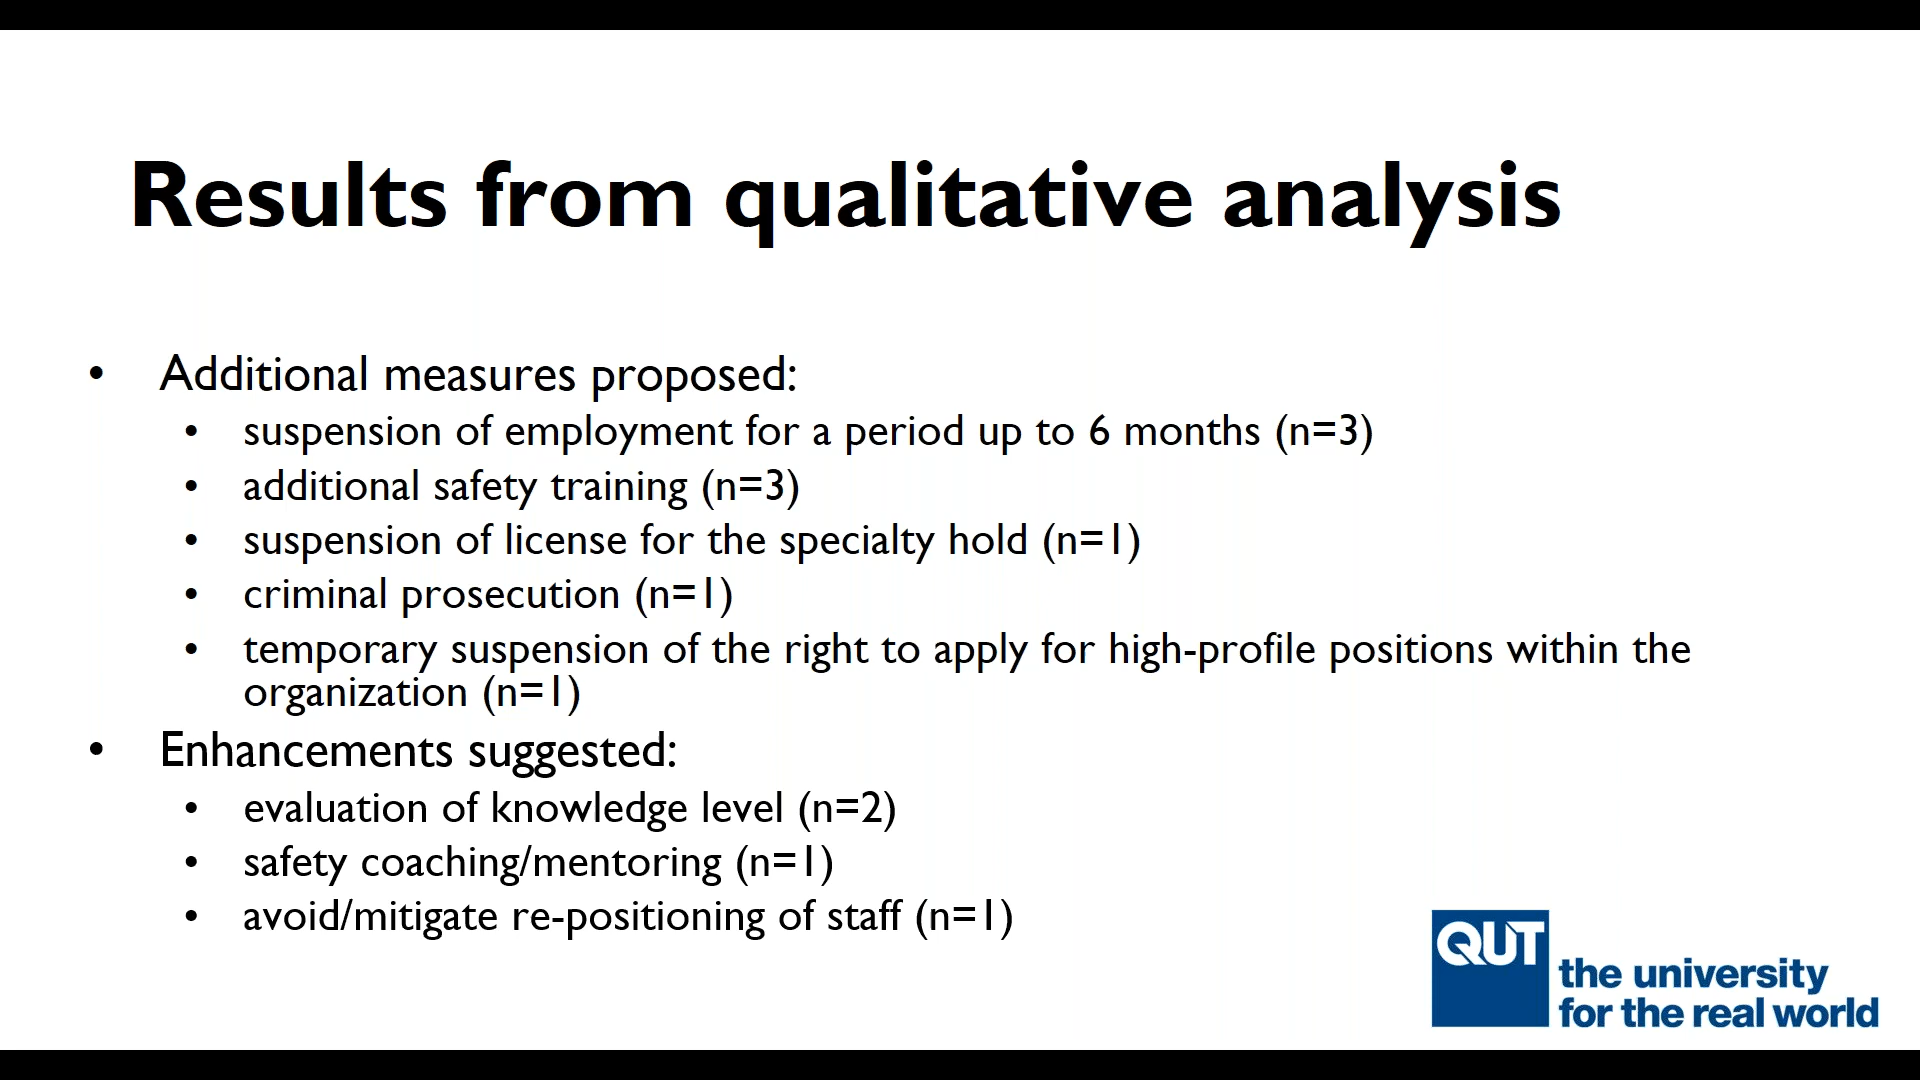 Results from qualitative analysis
• Additional measures proposed:
• suspension of employment for a period up to 6 months (n=3)
• additional safety training (n=3)
• suspension of license for the specialty hold (n=1)
• criminal prosecution (n=1)
• temporary suspension of the right to apply for high-profile positions within the
organization (n=1)
• Enhancements suggested:
• evaluation of knowledge level (n=2)
• safety coaching/mentoring (n=1)
• avoid/mitigate re-positioning of staff (n=1)
QUT
the university
for the real world